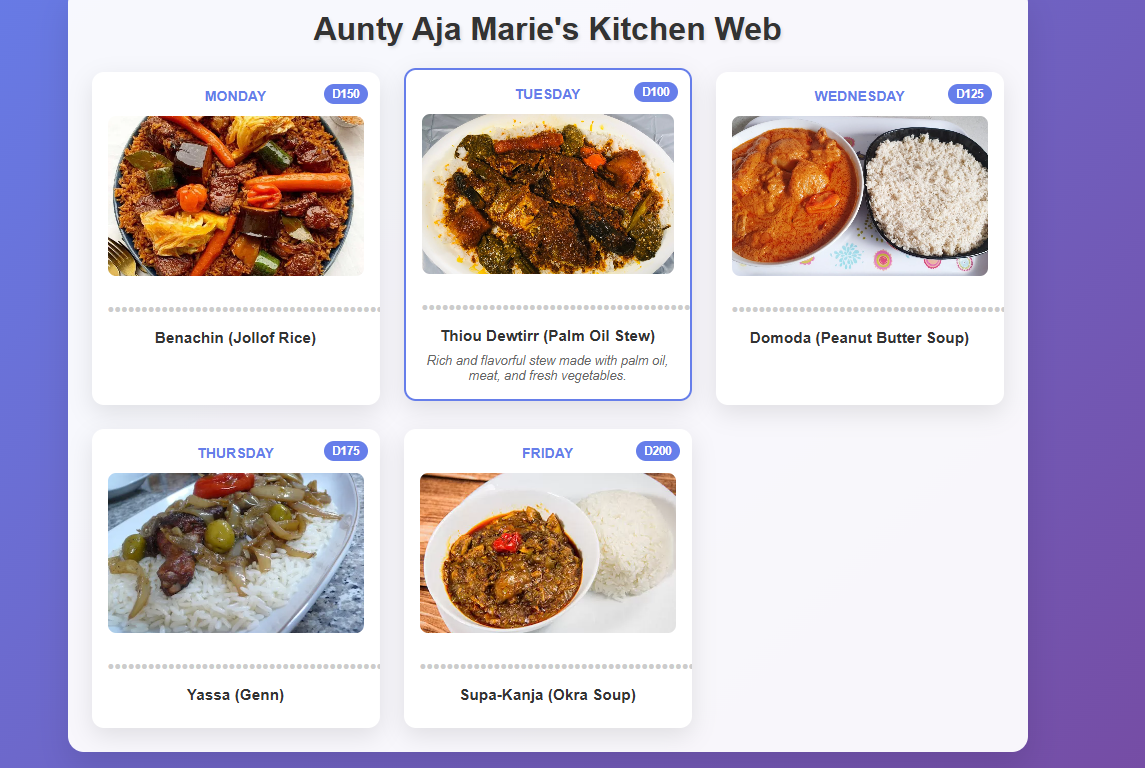 Aunty Aja Marie's Kitchen Web
MONDAY
D150
Benachin (Jollof Rice)
TUESDAY
D100
Thiou Dewtirr (Palm Oil Stew)
Rich and flavorful stew made with palm oil,
meat, and fresh vegetables.
WEDNESDAY
D125
Domoda (Peanut Butter Soup)
THURSDAY
D175
Yassa (Genn)
FRIDAY
D200
Supa-Kanja (Okra Soup)